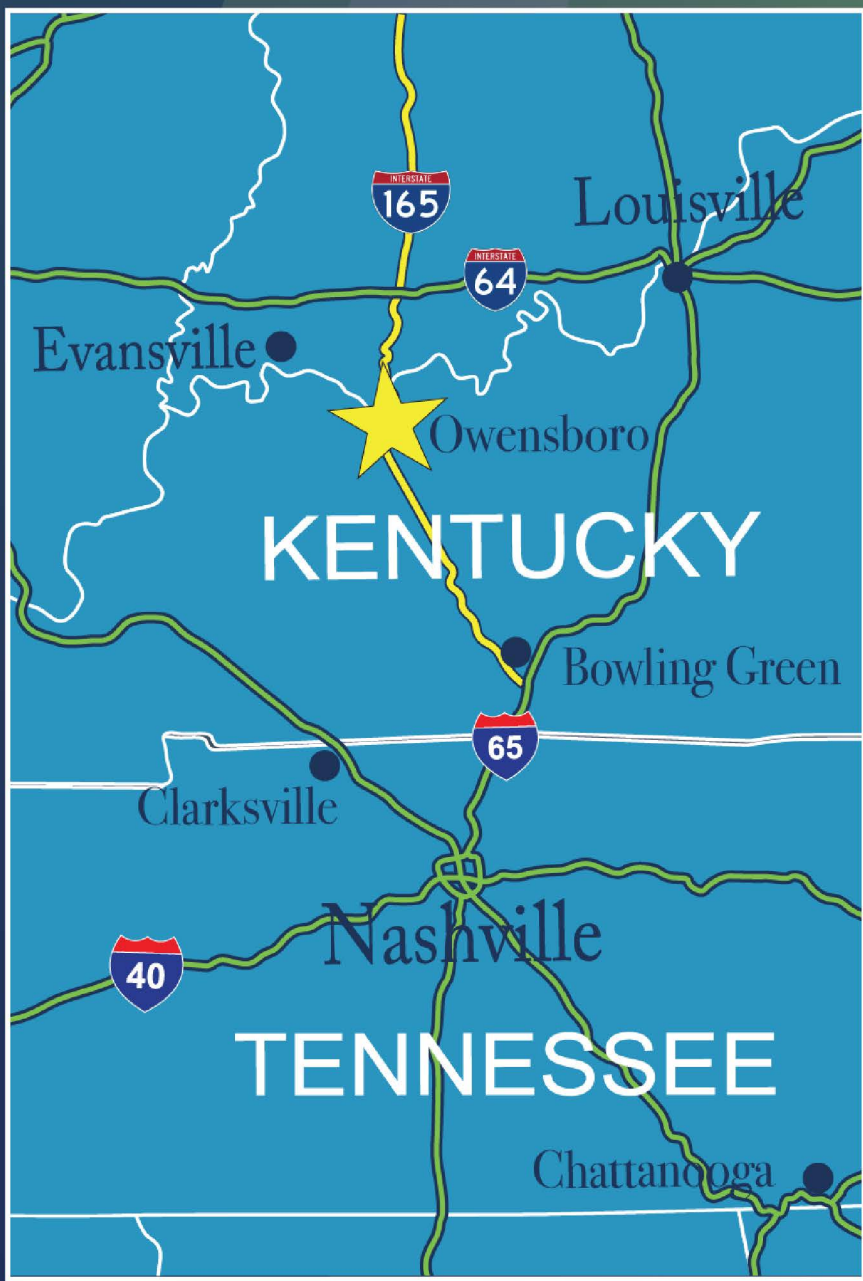 INTERSTATE
165
Louisville
INTERSTATE
64
Evansville
Owensboro
KENTUCKY
Bowling Green
65
Clarksville
Nashville
40
TENNESSEE
Chattanooga